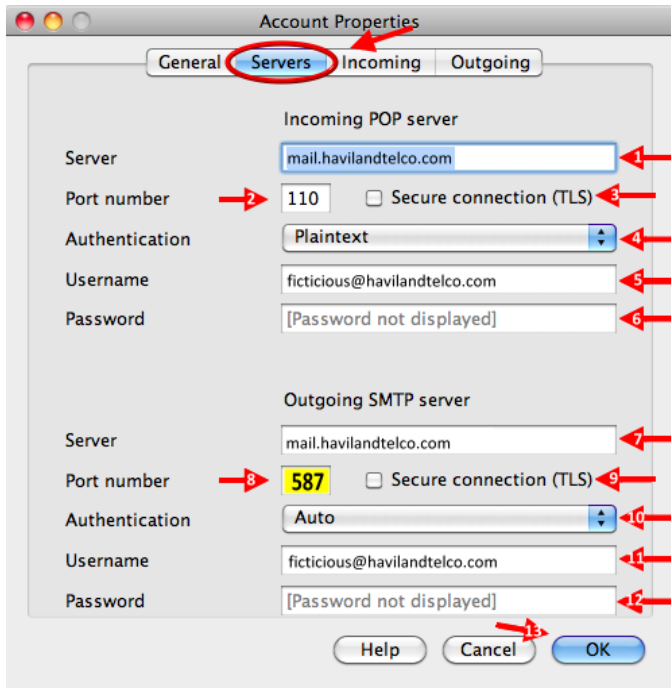 Account Properties
General Servers Incoming Outgoing
Incoming POP server
Server mail.havilandtelco.com 1
Port number 2 110 Secure connection (TLS) 3
Authentication Plaintext 4
Username ficticious@havilandtelco.com 5
Password [Password not displayed] 6
Outgoing SMTP server
Server mail.havilandtelco.com 7
Port number 8 587 Secure connection (TLS) 9
Authentication Auto 10
Username ficticious@havilandtelco.com 11
Password [Password not displayed] 12
13
Help Cancel OK